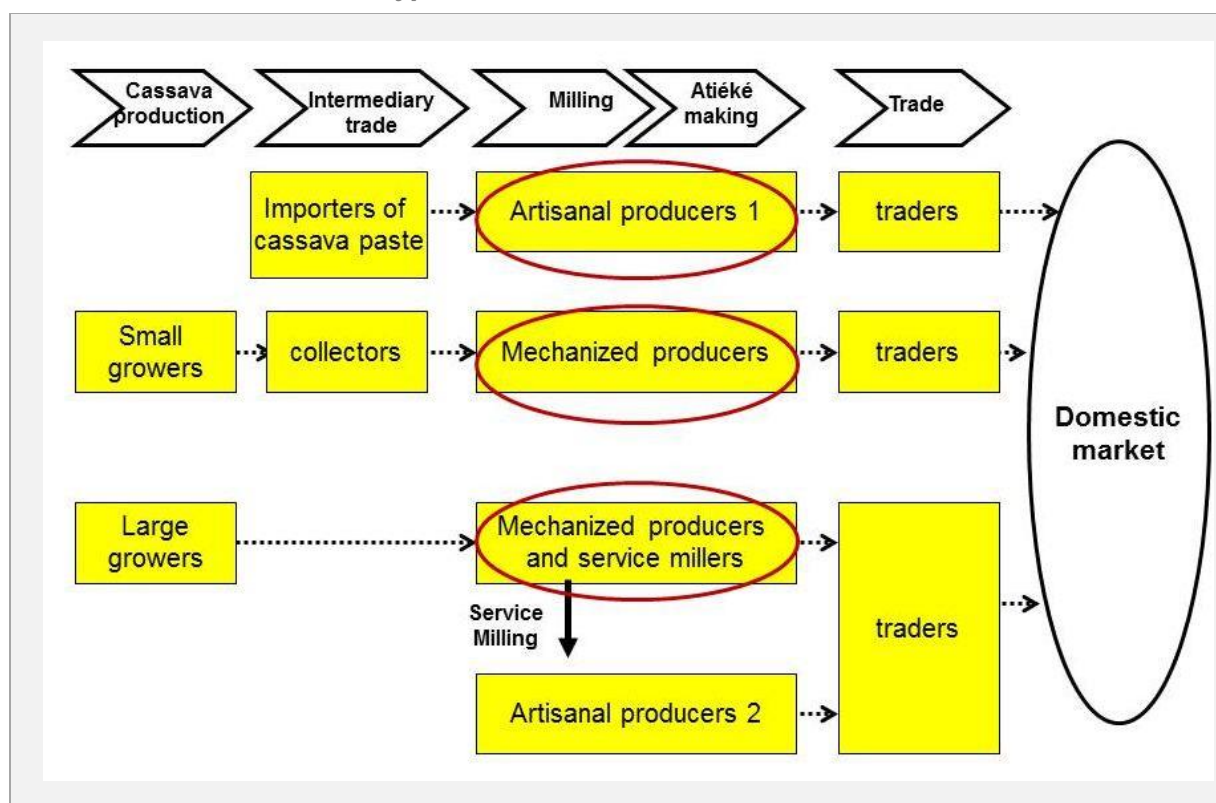 Cassava
production
Intermediary
trade
Milling
Atiéké
making
Trade
Importers of
cassava paste
Artisanal producers 1
traders
Small
growers
collectors
Mechanized producers
traders
Domestic
market
Large
growers
Mechanized producers
and service millers
Service
Milling
traders
Artisanal producers 2